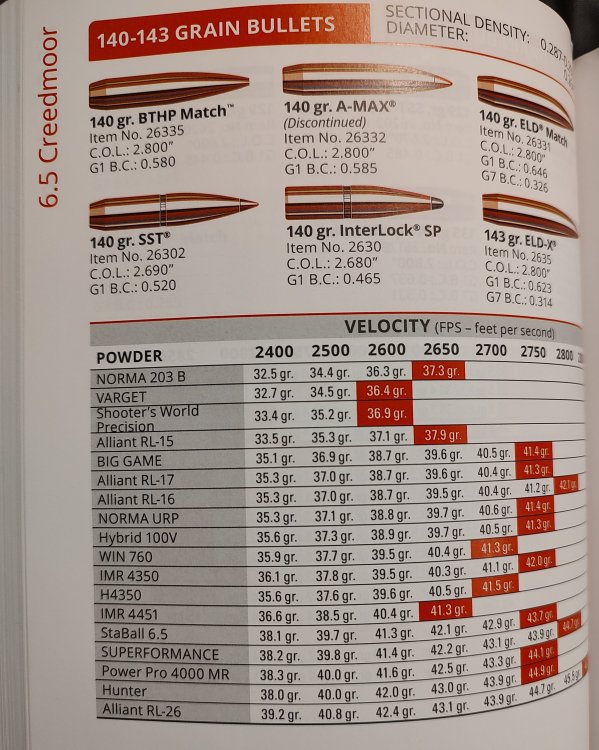 6.5 Creedmoor
140-143 GRAIN BULLETS
SECTIONAL DENSITY:
DIAMETER:
140 gr. BTHP Match™
Item No. 26335
C.O.L.: 2.800"
G1 B.C.: 0.580
140 gr. A-MAX®
(Discontinued)
Item No. 26332
C.O.L.: 2.800"
G1 B.C.: 0.585
140 gr. ELD® Match
Item No. 26331
C.O.L.: 2.800"
G1 B.C.: 0.646
G7 B.C.: 0.326
140 gr. SST®
Item No. 26302
C.O.L.: 2.690"
G1 B.C.: 0.520
140 gr. InterLock® SP
Item No. 2630
C.O.L.: 2.680"
G1 B.C.: 0.465
143 gr. ELD-X®
Item No. 2635
C.O.L.: 2.800"
G1 B.C.: 0.623
G7 B.C.: 0.314
VELOCITY (FPS – feet per second)
POWDER 2400 2500 2600 2650 2700 2750 2800
NORMA 203 B 32.5 gr. 34.4 gr. 36.3 gr. 37.3 gr.
VARGET 32.7 gr. 34.5 gr. 36.4 gr.
Shooter's World
Precision 33.4 gr. 35.2 gr. 36.9 gr.
Alliant RL-15 33.5 gr. 35.3 gr. 37.1 gr. 37.9 gr.
BIG GAME 35.1 gr. 36.9 gr. 38.7 gr. 39.6 gr. 40.5 gr. 41.4 gr.
Alliant RL-17 35.3 gr. 37.0 gr. 38.7 gr. 39.6 gr. 40.4 gr. 41.3 gr.
Alliant RL-16 35.3 gr. 37.0 gr. 38.7 gr. 39.5 gr. 40.4 gr. 41.2 gr. 42.1 gr.
NORMA URP 35.3 gr. 37.1 gr. 38.8 gr. 39.7 gr. 40.6 gr. 41.4 gr.
Hybrid 100V 35.6 gr. 37.3 gr. 38.9 gr. 39.7 gr. 40.5 gr. 41.3 gr.
WIN 760 35.9 gr. 37.7 gr. 39.5 gr. 40.4 gr. 41.3 gr.
IMR 4350 36.1 gr. 37.8 gr. 39.5 gr. 40.3 gr. 41.1 gr. 42.0 gr.
H4350 35.6 gr. 37.6 gr. 39.6 gr. 40.5 gr. 41.5 gr.
IMR 4451 36.6 gr. 38.5 gr. 40.4 gr. 41.3 gr.
StaBall 6.5 38.1 gr. 39.7 gr. 41.3 gr. 42.1 gr. 42.9 gr. 43.7 gr.
SUPERFORMANCE 38.2 gr. 39.8 gr. 41.4 gr. 42.2 gr. 43.1 gr. 43.9 gr. 44.7 gr.
Power Pro 4000 MR 38.3 gr. 40.0 gr. 41.6 gr. 42.5 gr. 43.3 gr. 44.1 gr.
Hunter 38.0 gr. 40.0 gr. 42.0 gr. 43.0 gr. 43.9 gr. 44.9 gr.
Alliant RL-26 39.2 gr. 40.8 gr. 42.4 gr. 43.1 gr. 43.9 gr. 44.7 gr.